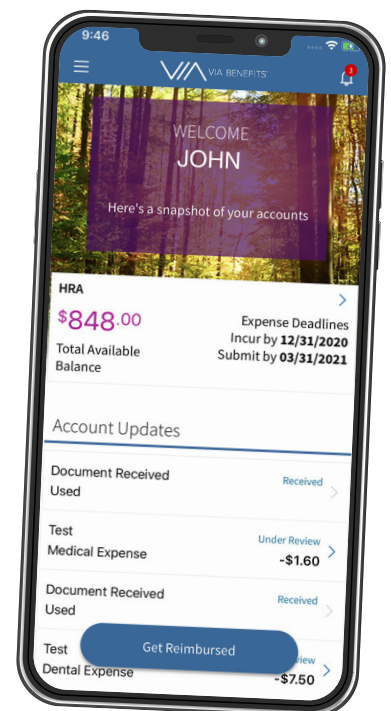 9:46
VIA BENEFITS
3
WELCOME
JOHN
Here's a snapshot of your accounts
HRA
$848.00
Expense Deadlines
Incur by 12/31/2020
Submit by 03/31/2021
Total Available
Balance
Account Updates
Document Received
Received
Used
Test
Under Review
Medical Expense
-$1.60
Document Received
Received
Used
Test
Get Reimbursed
Dental Expense
-$7.50